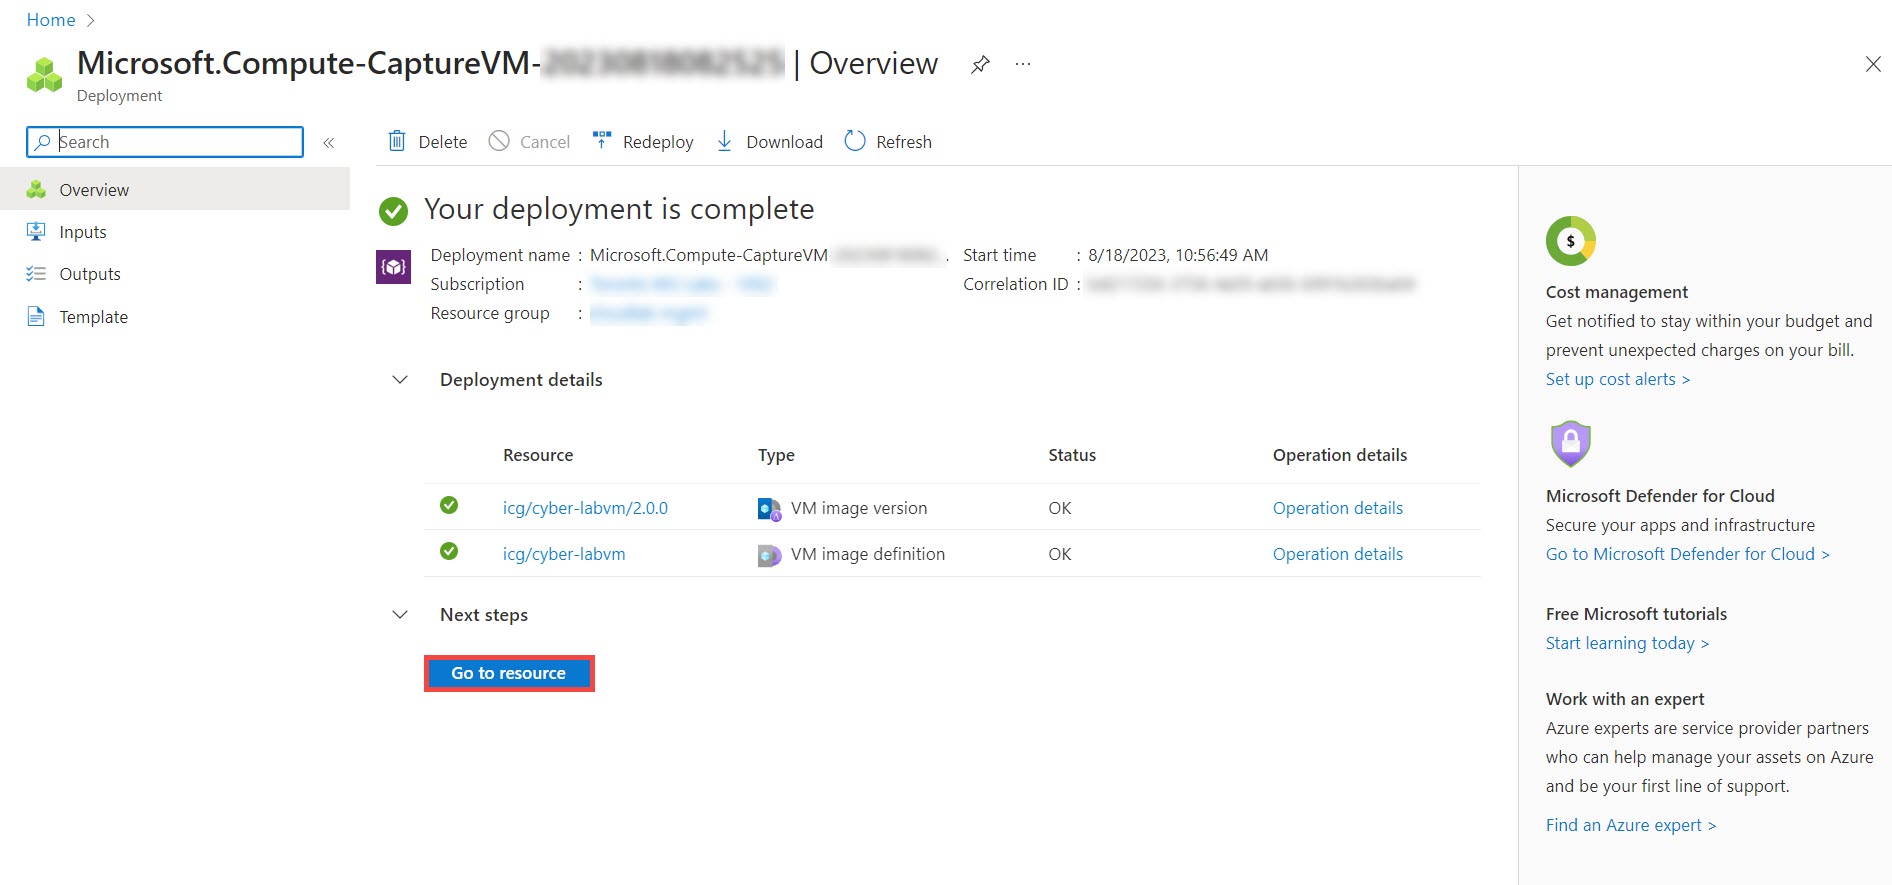 Home
Microsoft.Compute-CaptureVM- | Overview
Deployment
Search
Overview
Inputs
Outputs
Template
Delete Cancel Redeploy Download Refresh
Your deployment is complete
Deployment name : Microsoft.Compute-CaptureVM
Subscription :
Resource group :
Start time : 8/18/2023, 10:56:49 AM
Correlation ID :
Deployment details
Resource Type Status Operation details
icg/cyber-labvm/2.0.0 VM image version OK Operation details
icg/cyber-labvm VM image definition OK Operation details
Next steps
Go to resource
$
Cost management
Get notified to stay within your budget and
prevent unexpected charges on your bill.
Set up cost alerts >
Microsoft Defender for Cloud
Secure your apps and infrastructure
Go to Microsoft Defender for Cloud >
Free Microsoft tutorials
Start learning today >
Work with an expert
Azure experts are service provider partners
who can help manage your assets on Azure
and be your first line of support.
Find an Azure expert >